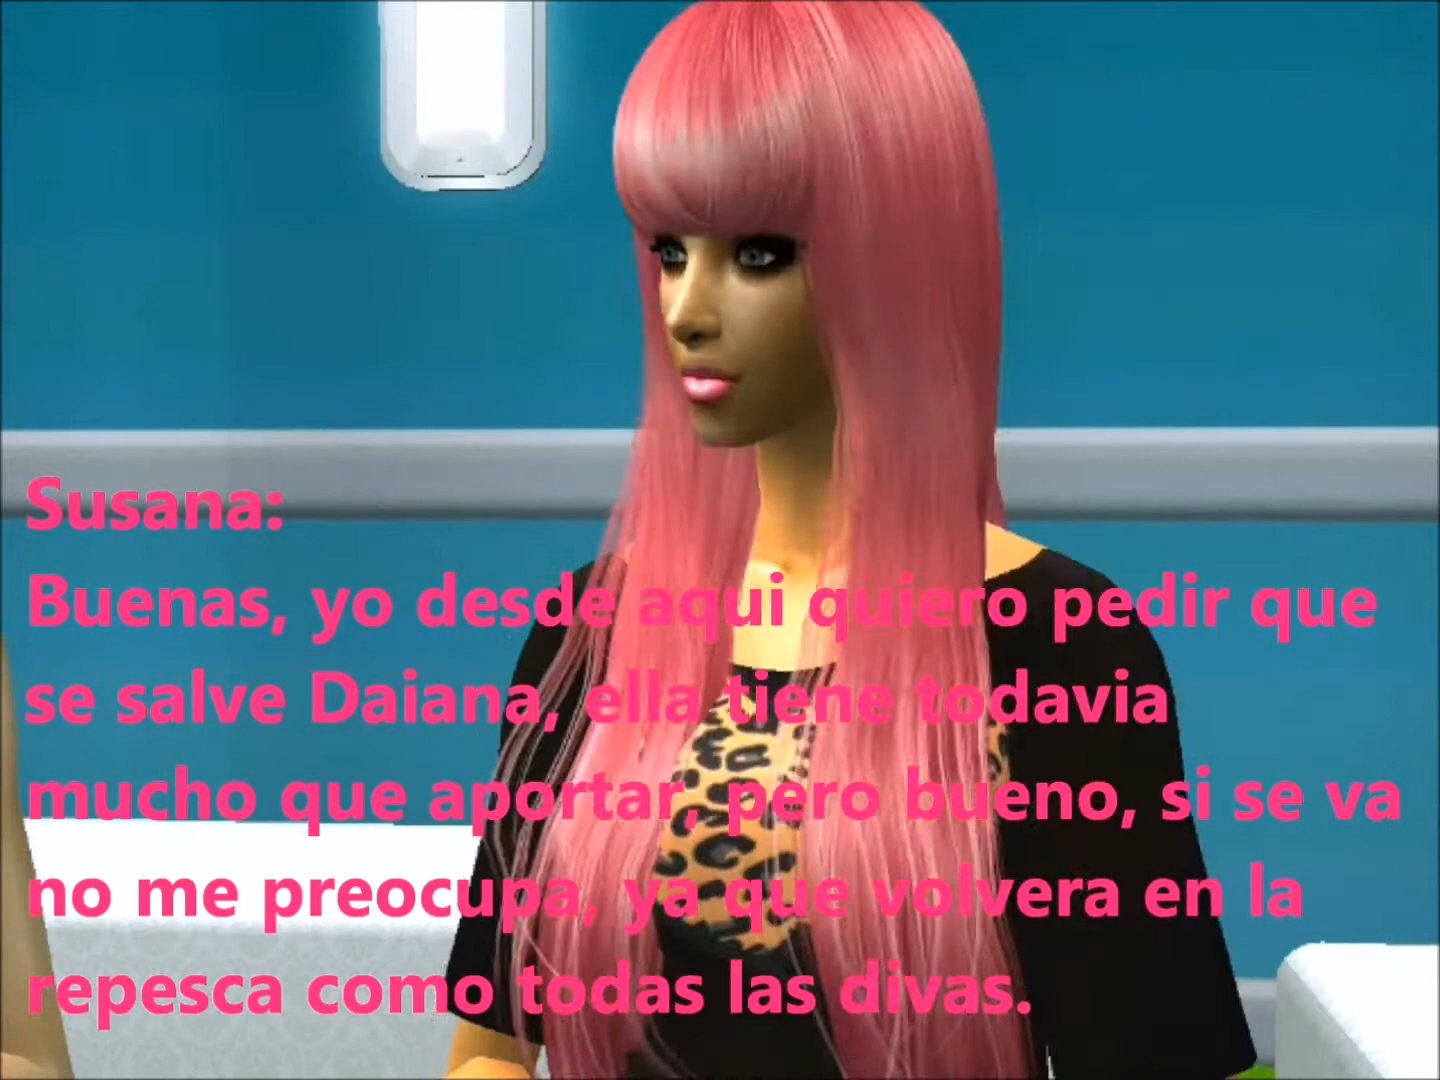 Susana:
Buenas, yo desde aqui quiero pedir que
se salve Daiana, ella tiene todavia
mucho que aportar, pero bueno, si se va
no me preocupa, ya que volvera en la
repesca como todas las divas.